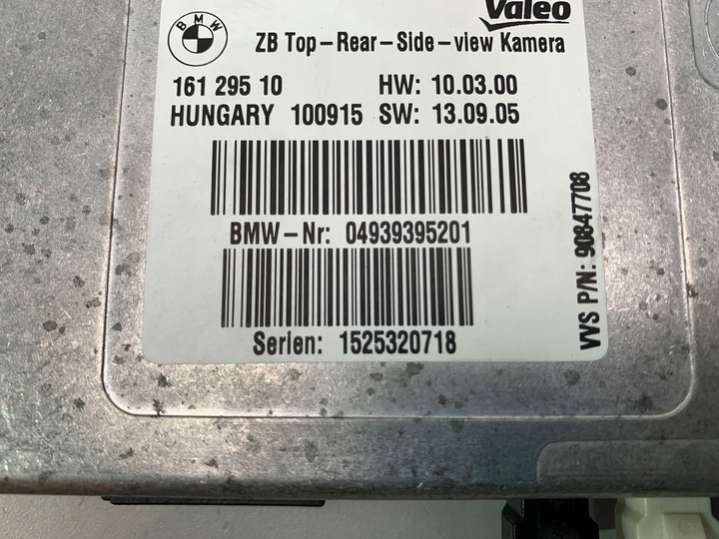 BMW
Valeo
ZB Top-Rear-Side-view Kamera
161 295 10 HW: 10.03.00
HUNGARY 100915 SW: 13.09.05
BMW-Nr: 04939395201
Serien: 1525320718
VVS P/N: 90847708